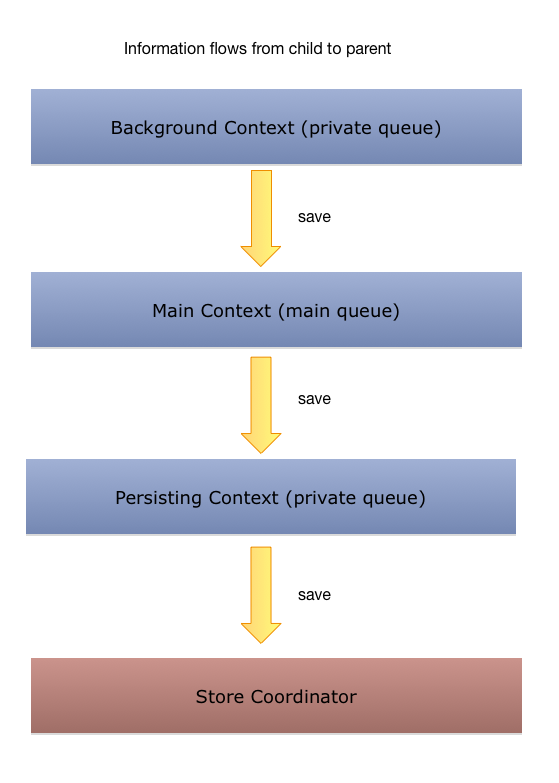 Information flows from child to parent
Background Context (private queue)
save
Main Context (main queue)
save
Persisting Context (private queue)
save
Store Coordinator